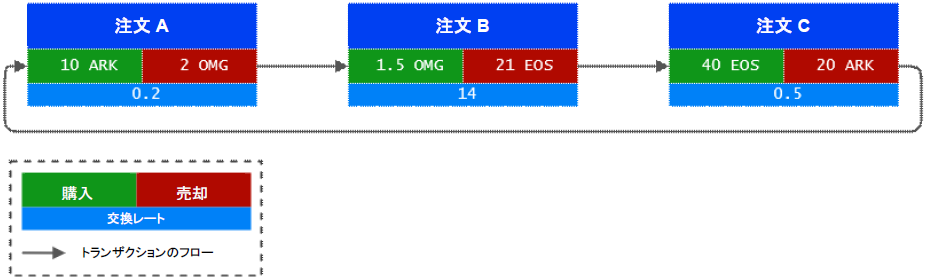 注文 A
10 ARK 2 OMG
0.2
注文 B
1.5 OMG 21 EOS
14
注文 C
40 EOS 20 ARK
0.5
購入 売却
交換レート
トランザクションのフロー